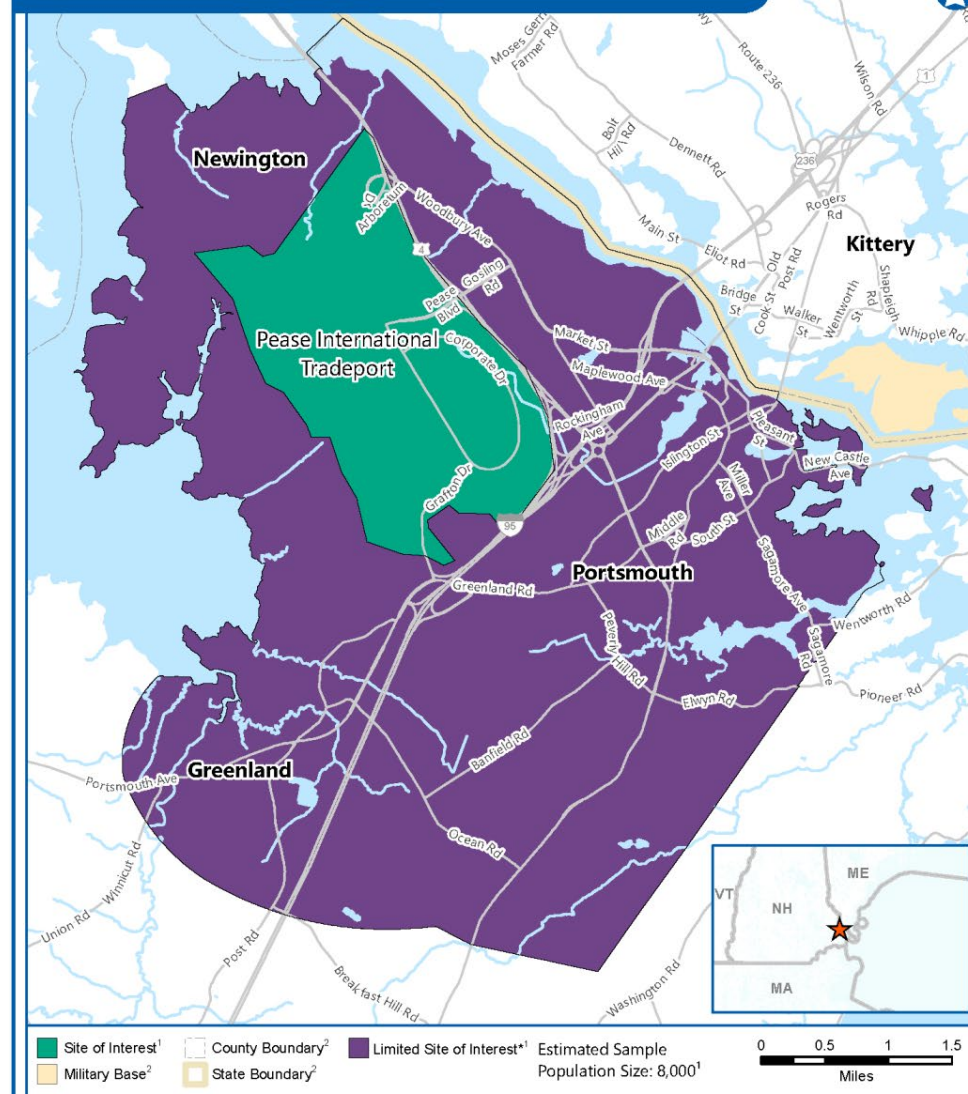 Moses Gerri
Farmer Rd
wy
Route 236
Wilson Rd
1
Bolt
Hill Rd
Dennett Rd
236
Newington
Arboretum
Dr
Woodbury Ave
Rogers
Rd
Main St
Eliot Rd
Kittery
4
Old
Post Rd
Shapleigh
Rd
Gosling
Rd
Pease
Blvd
Bridge
St
Cook St
Walker
St
Wentworth
St
Whipple Rd
Pease International
Tradeport
Corporate Dr
Market St
Maplewood Ave
Rockingham
Ave
Islington St
Pleasant
St
New Castle
Ave
Miller
Ave
Grafton Dr
95
Middle
Rd
South St
Sagamore Ave
Portsmouth
Greenland Rd
Wentworth Rd
Peverly
Hill Rd
Sagamore
Rd
Elwyn Rd
Pioneer Rd
Banfield Rd
Greenland
Portsmouth Ave
Ocean Rd
Winnicut Rd
Union Rd
Post Rd
Breakfast Hill Rd
Washington Rd
VT
NH
ME
MA
Site of Interest¹
County Boundary²
Limited Site of Interest*¹
Estimated Sample
Population Size: 8,000¹
Military Base²
State Boundary²
0 0.5 1 1.5
Miles